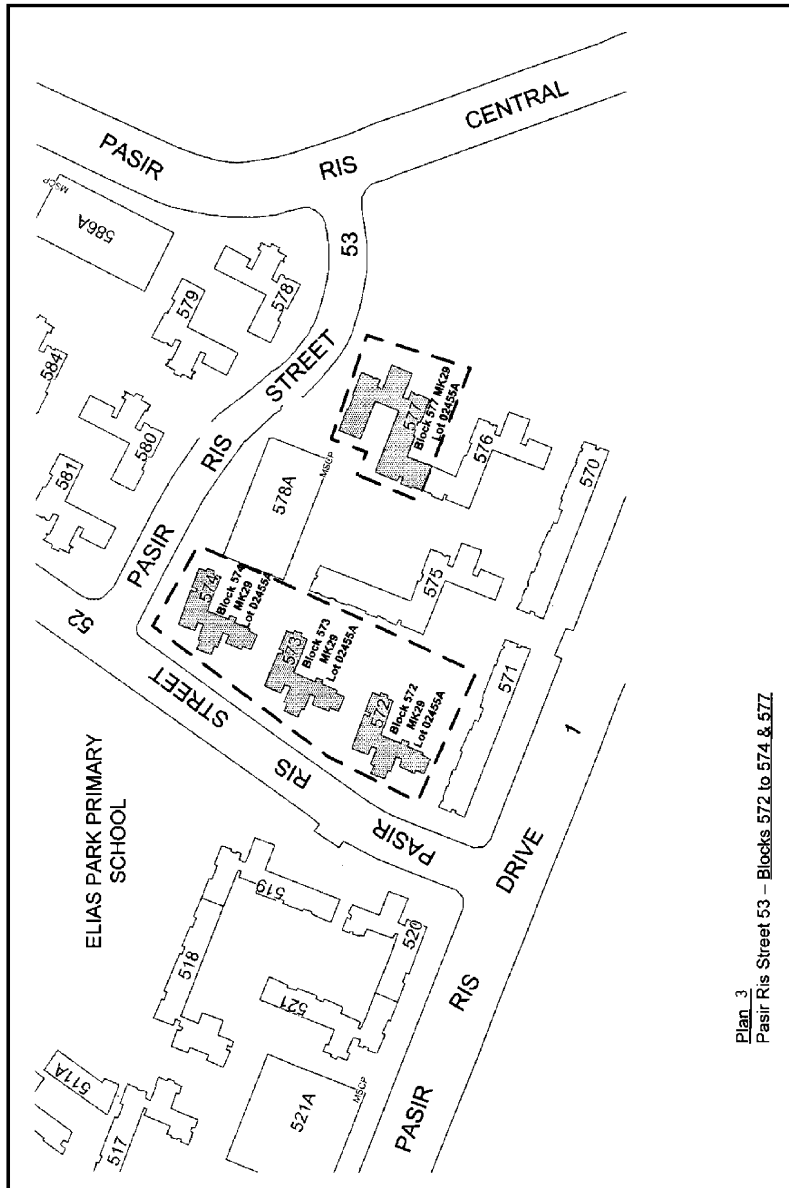 PASIR
RIS
CENTRAL
MSCP
586A
53
579
578
584
STREET
580
RIS
581
PASIR
MSCP
578A
577
Block 577 MK29
Lot 02455A
576
570
52
574
Block 574
MK29
Lot 02455A
575
573
Block 573
MK29
Lot 02455A
STREET
572
Block 572
MK29
Lot 02455A
571
RIS
1
PASIR
ELIAS PARK PRIMARY
SCHOOL
DRIVE
519
518
520
521
RIS
511A
521A
MSCP
517
PASIR
Plan 3
Pasir Ris Street 53 – Blocks 572 to 574 & 577